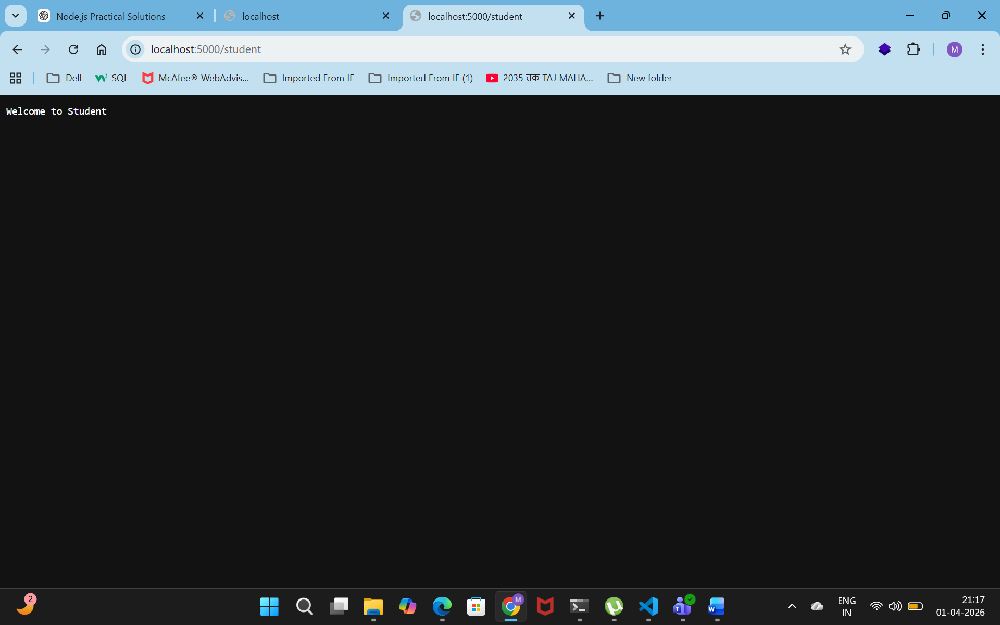 Node.js Practical Solutions
localhost
localhost:5000/student
localhost:5000/student
M
Dell
W3 SQL
McAfee® WebAdvis...
Imported From IE
Imported From IE (1)
2035 तक TAJ MAHA...
New folder
Welcome to Student
2
M
T
W
ENG
IN
21:17
01-04-2026